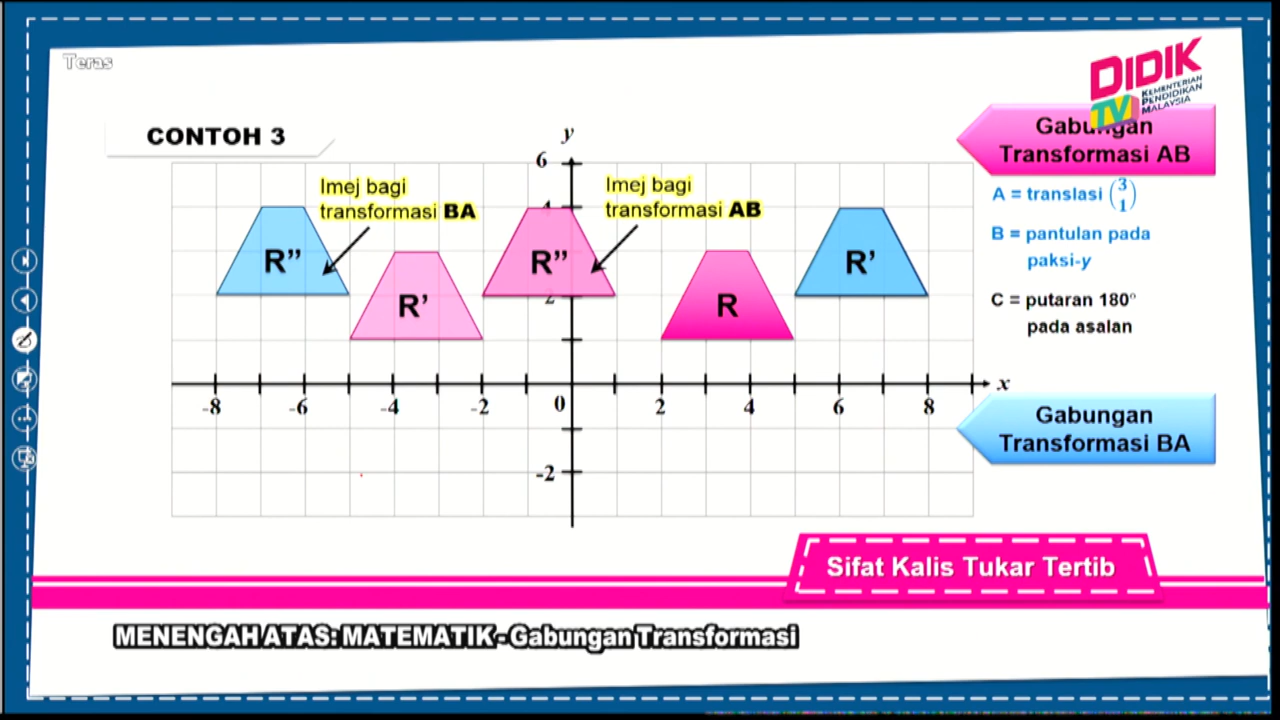 Teras
DIDIK
TV
KEMENTERIAN
PENDIDIKAN
MALAYSIA
CONTOH 3
Gabungan
Transformasi AB
A = translasi (3 1)
B = pantulan pada
paksi-y
C = putaran 180°
pada asalan
Gabungan
Transformasi BA
y
6
4
2
-2
Imej bagi
transformasi BA
Imej bagi
transformasi AB
R”
R’
R”
R
R’
-8
-6
-4
-2
0
2
4
6
8
x
Sifat Kalis Tukar Tertib
MENENGAH ATAS: MATEMATIK - Gabungan Transformasi